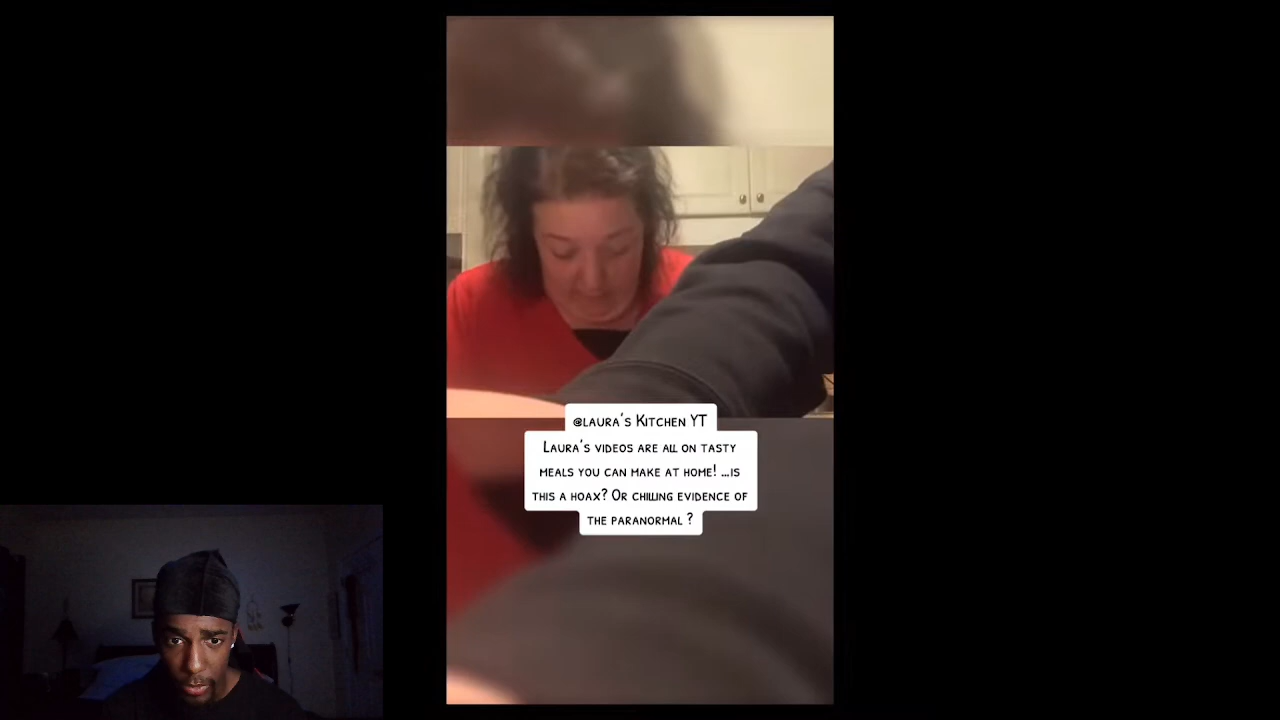 @laura's Kitchen YT
Laura's videos are all on tasty
meals you can make at home! ...is
this a hoax? Or chilling evidence of
the paranormal ?